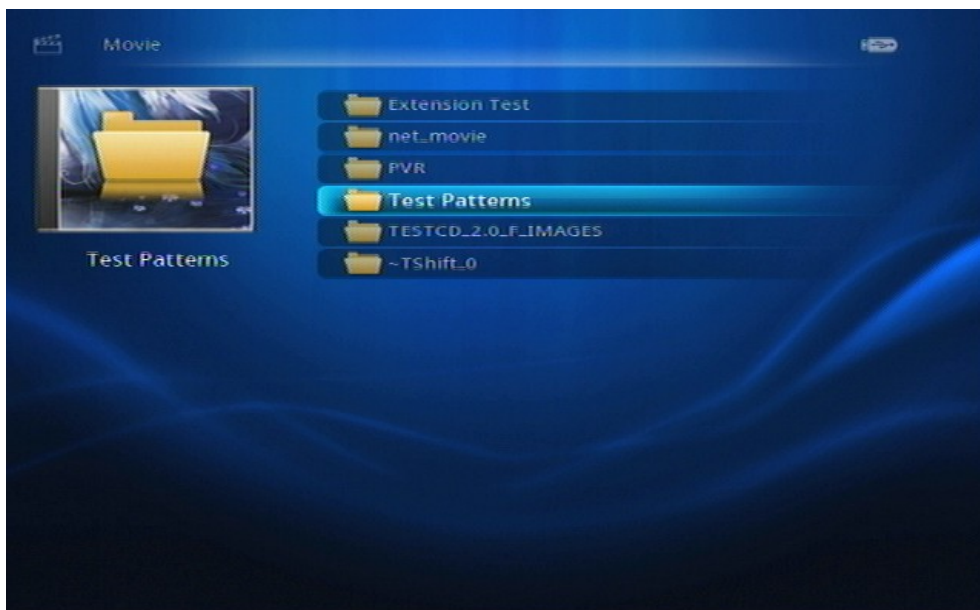 Movie
Extension Test
net_movie
PVR
Test Patterns
TESTCD_2.0_F_IMAGES
~TShift_0
Test Patterns